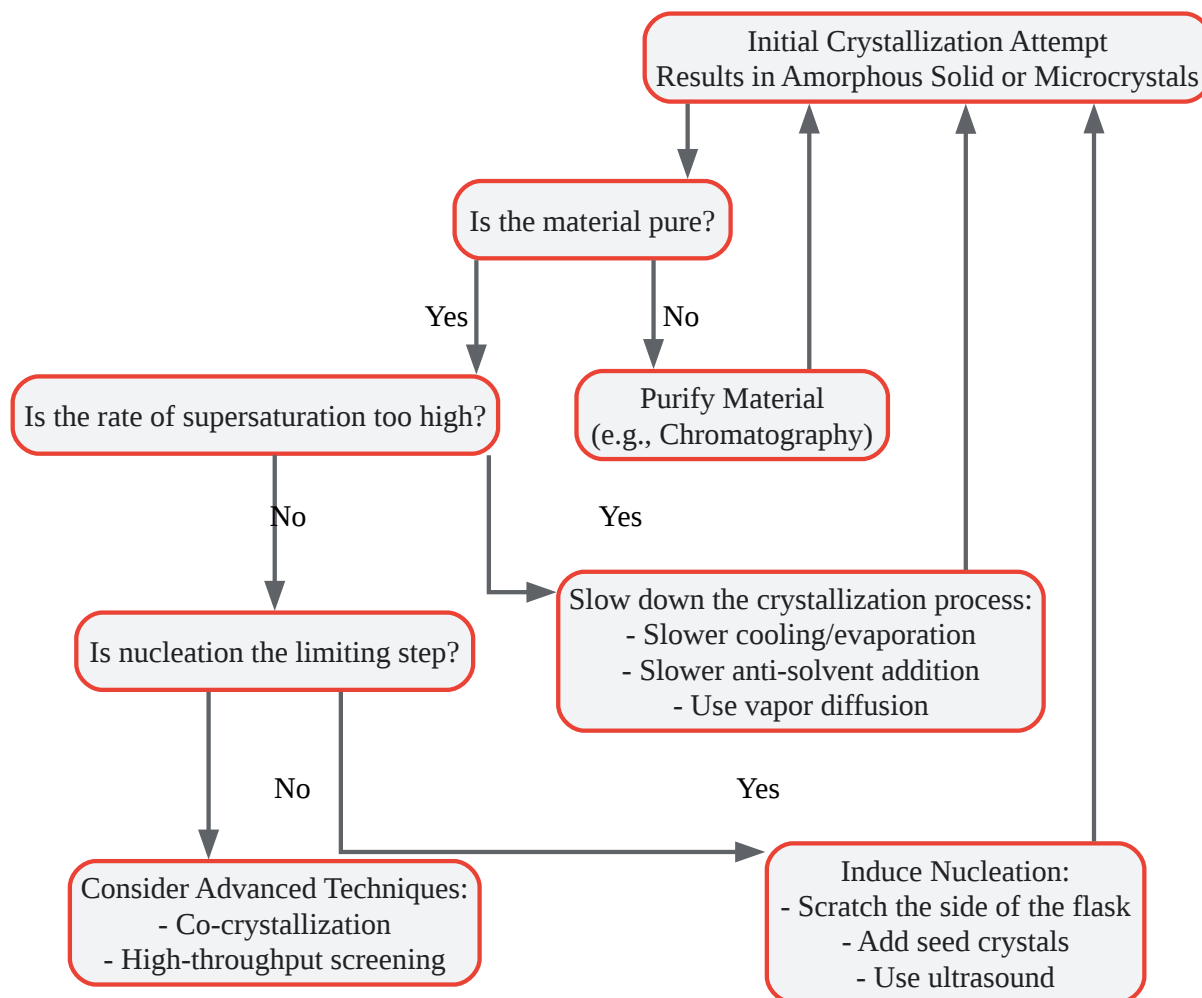 Initial Crystallization Attempt
Results in Amorphous Solid or Microcrystals
Is the material pure?
Yes
No
Is the rate of supersaturation too high?
Purify Material
(e.g., Chromatography)
No
Yes
Slow down the crystallization process:
- Slower cooling/evaporation
- Slower anti-solvent addition
- Use vapor diffusion
Is nucleation the limiting step?
No
Yes
Consider Advanced Techniques:
- Co-crystallization
- High-throughput screening
Induce Nucleation:
- Scratch the side of the flask
- Add seed crystals
- Use ultrasound